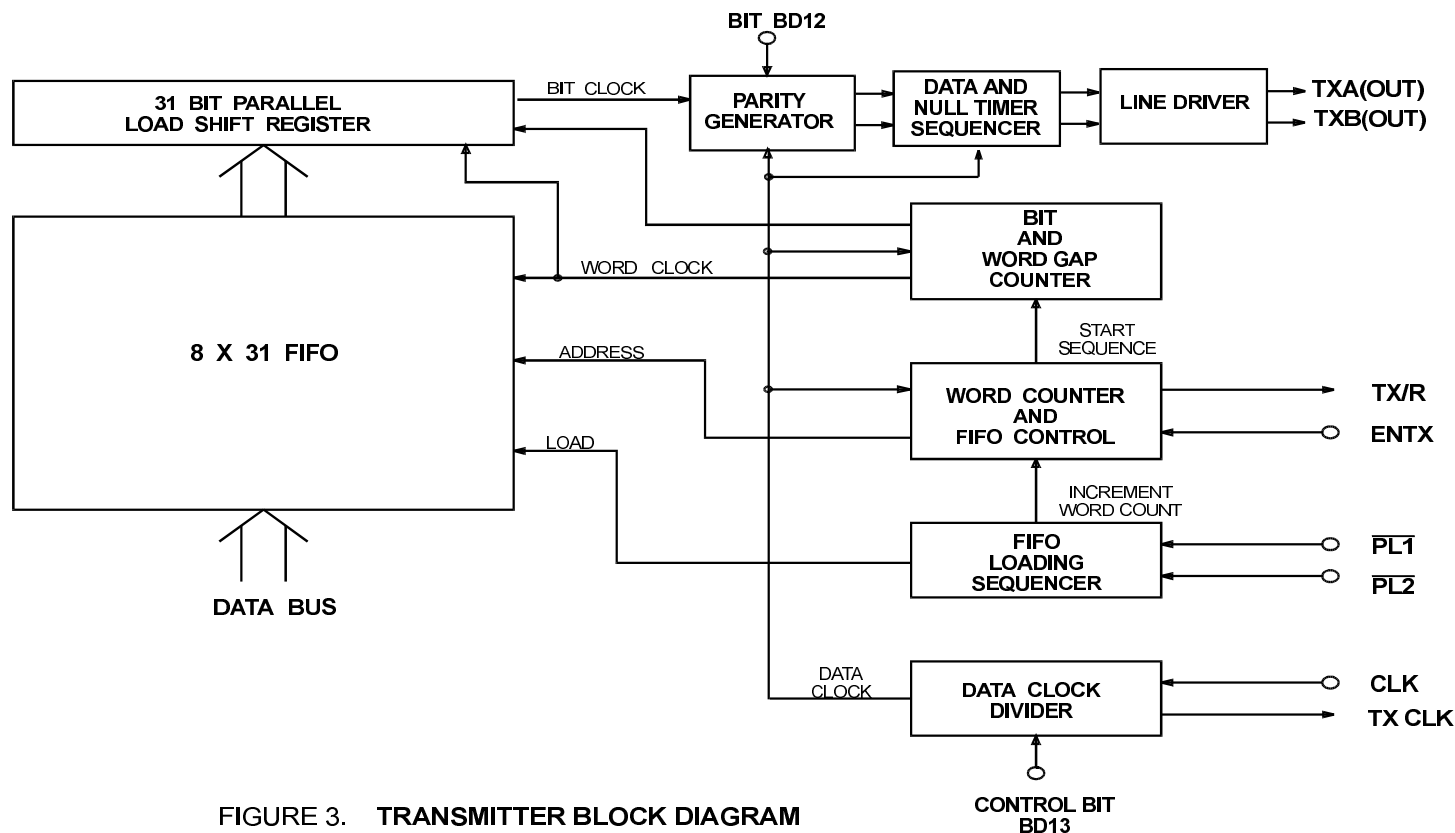 BIT BD12
31 BIT PARALLEL
LOAD SHIFT REGISTER
BIT CLOCK
PARITY
GENERATOR
DATA AND
NULL TIMER
SEQUENCER
LINE DRIVER
TXA(OUT)
TXB(OUT)
BIT
AND
WORD GAP
COUNTER
WORD CLOCK
8 X 31 FIFO
START
SEQUENCE
ADDRESS
WORD COUNTER
AND
FIFO CONTROL
TX/R
ENTX
LOAD
INCREMENT
WORD COUNT
FIFO
LOADING
SEQUENCER
PL1
PL2
DATA BUS
DATA
CLOCK
DATA CLOCK
DIVIDER
CLK
TX CLK
CONTROL BIT
BD13
FIGURE 3. TRANSMITTER BLOCK DIAGRAM